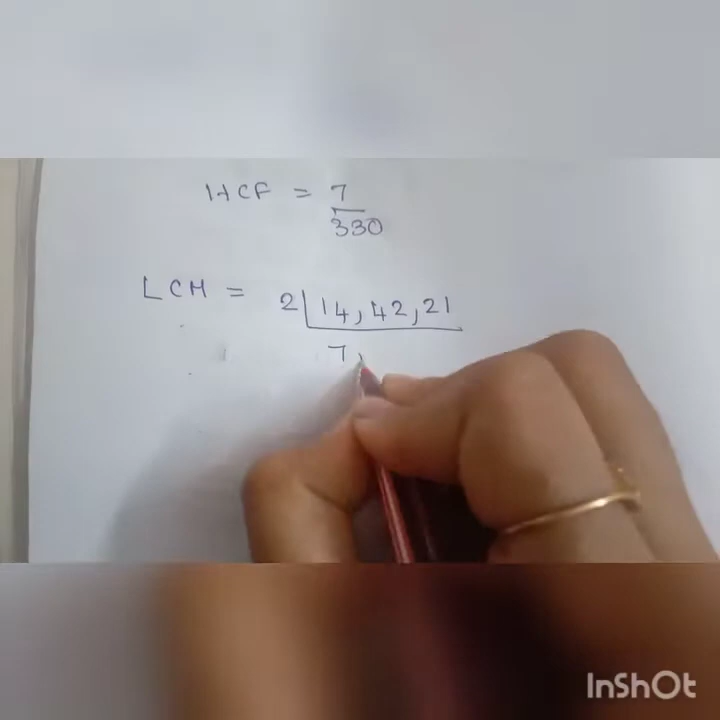 HCF = 7
330
LCM = 2 14, 42, 21
7,
InShOt